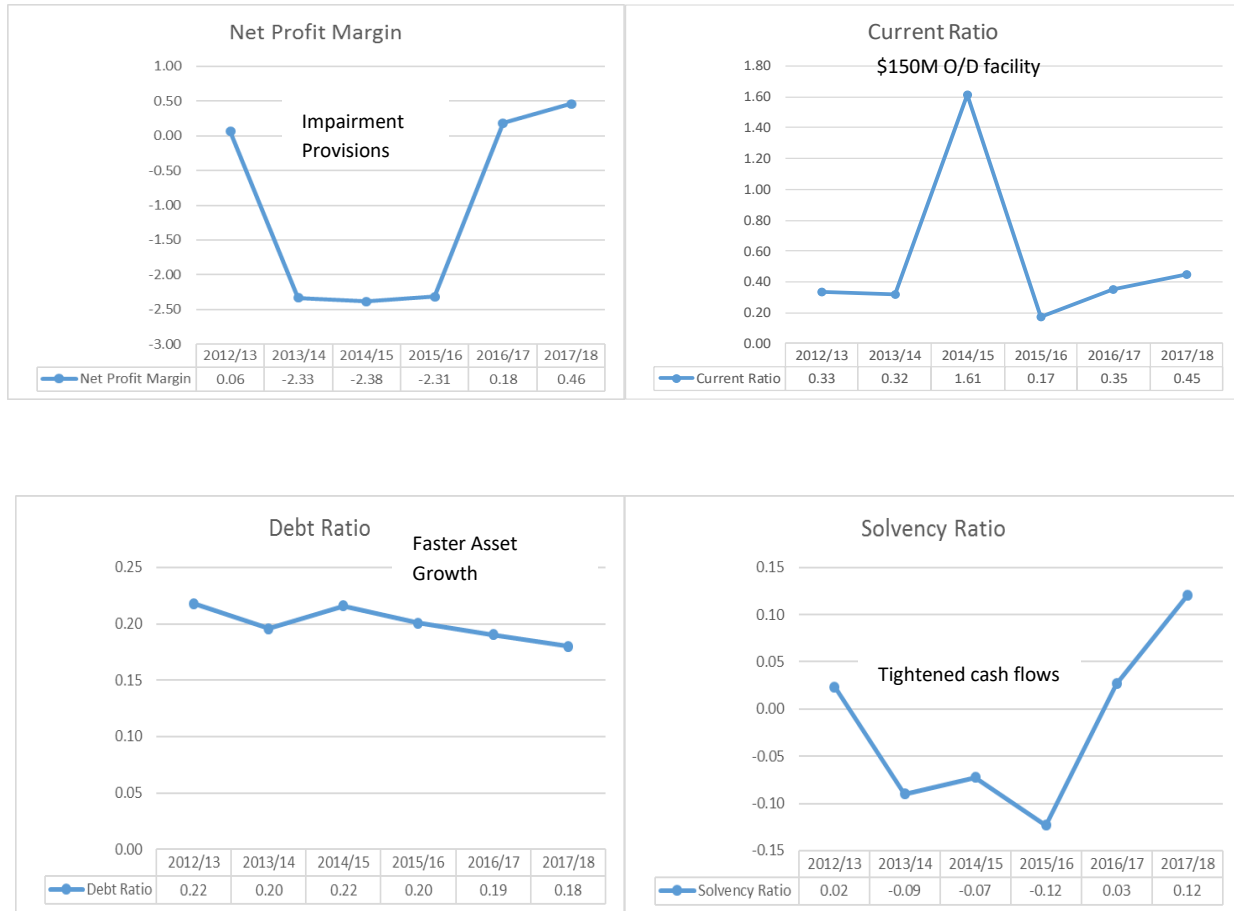 Net Profit Margin
Impairment
Provisions
1.00
0.50
0.00
-0.50
-1.00
-1.50
-2.00
-2.50
-3.00
2012/13 2013/14 2014/15 2015/16 2016/17 2017/18
Net Profit Margin 0.06 -2.33 -2.38 -2.31 0.18 0.46
Current Ratio
$150M O/D facility
1.80
1.60
1.40
1.20
1.00
0.80
0.60
0.40
0.20
0.00
2012/13 2013/14 2014/15 2015/16 2016/17 2017/18
Current Ratio 0.33 0.32 1.61 0.17 0.35 0.45
Debt Ratio
Faster Asset
Growth
0.25
0.20
0.15
0.10
0.05
0.00
2012/13 2013/14 2014/15 2015/16 2016/17 2017/18
Debt Ratio 0.22 0.20 0.22 0.20 0.19 0.18
Solvency Ratio
Tightened cash flows
0.15
0.10
0.05
0.00
-0.05
-0.10
-0.15
2012/13 2013/14 2014/15 2015/16 2016/17 2017/18
Solvency Ratio 0.02 -0.09 -0.07 -0.12 0.03 0.12